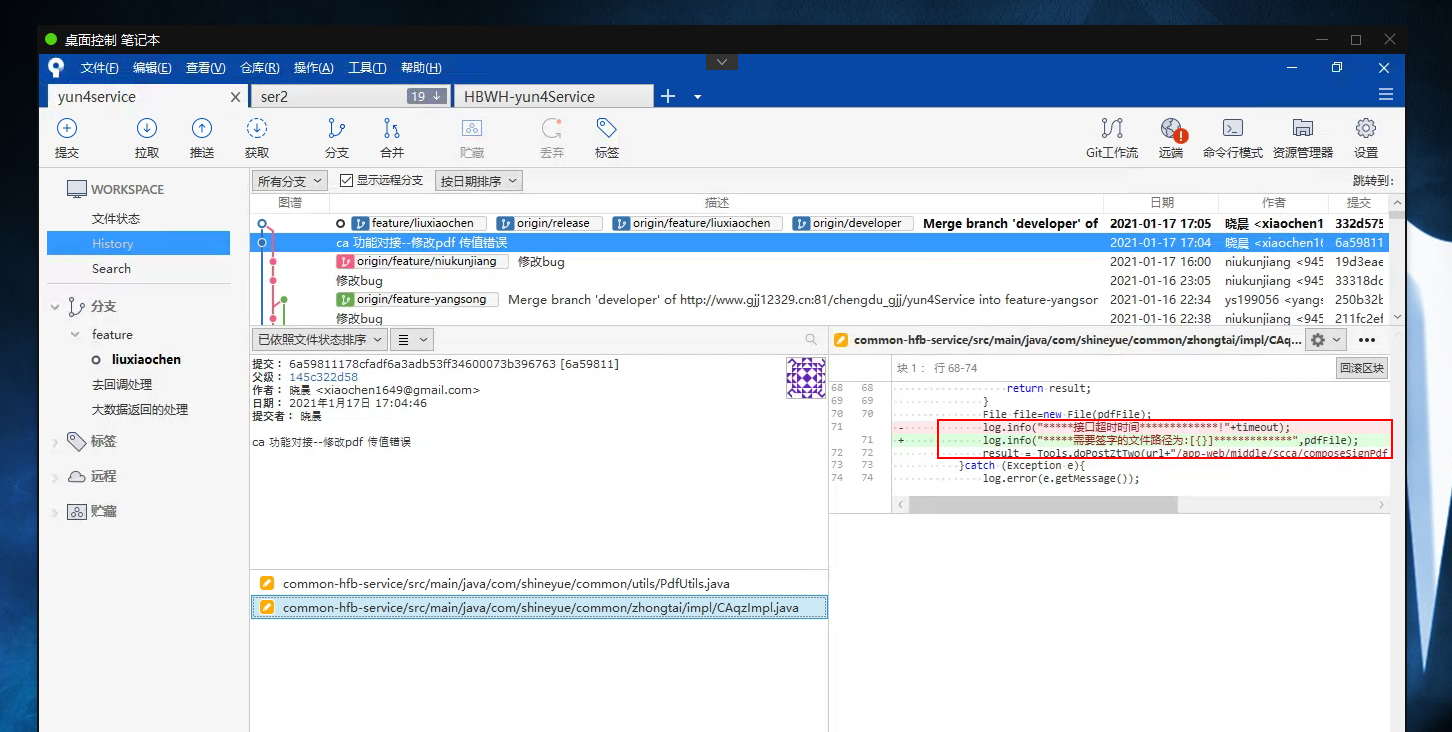 桌面控制 笔记本
文件(F) 编辑(E) 查看(V) 仓库(R) 操作(A) 工具(T) 帮助(H)
yun4service ser2 19 HBWH-yun4Service
提交 拉取 推送 获取 分支 合并 贮藏 丢弃 标签 Git工作流 远端 命令行模式 资源管理器 设置
WORKSPACE
文件状态
History
Search
分支
feature
liuxiaochen
去回调处理
大数据返回的处理
标签
远程
贮藏
所有分支 显示远程分支 按日期排序 跳转到:
图谱 描述 日期 作者 提交
feature/liuxiaochen origin/release origin/feature/liuxiaochen origin/developer Merge branch 'developer' of 2021-01-17 17:05 晓晨 <xiaochen1 332d575
ca 功能对接--修改pdf 传值错误 2021-01-17 17:04 晓晨 <xiaochen16 6a59811
origin/feature/niukunjiang 修改bug 2021-01-17 16:00 niukunjiang <945 19d3eae
修改bug 2021-01-16 23:05 niukunjiang <945 33318dc
origin/feature-yangsong Merge branch 'developer' of http://www.gjj12329.cn:81/chengdu_gjj/yun4Service into feature-yangsor 2021-01-16 22:34 ys199056 <yangs 250b32b
修改bug 2021-01-16 22:38 niukunjiang <945 211fc2ef
已依照文件状态排序
提交: 6a59811178cfadf6a3adb53ff34600073b396763 [6a59811]
父级: 145c322d58
作者: 晓晨 <xiaochen1649@gmail.com>
日期: 2021年1月17日 17:04:46
提交者: 晓晨
ca 功能对接--修改pdf 传值错误
common-hfb-service/src/main/java/com/shineyue/common/utils/PdfUtils.java
common-hfb-service/src/main/java/com/shineyue/common/zhongtai/impl/CAqzImpl.java
common-hfb-service/src/main/java/com/shineyue/common/zhongtai/impl/CAq...
块 1: 行 68-74 回滚区块
68 68 return result;
69 69 }
70 70 File file=new File(pdfFile);
71 - log.info("*****接口超时时间*************!"+timeout);
71 + log.info("*****需要签字的文件路径为:[{}]*************",pdfFile);
72 72 result = Tools.doPostZtTwo(url+"/app-web/middle/scca/composeSignPdf
73 73 }catch (Exception e){
74 74 log.error(e.getMessage());